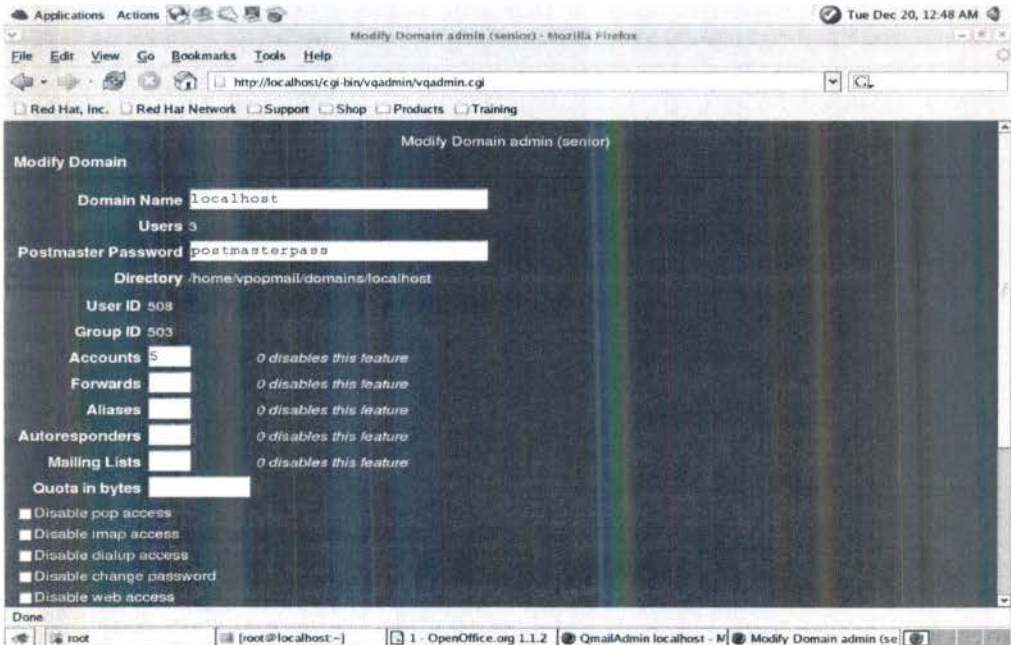 Applications Actions Tue Dec 20, 12:48 AM
Modify Domain admin (senior) - Mozilla Firefox
File Edit View Go Bookmarks Tools Help
http://localhost/cgi-bin/vqadmin/vqadmin.cgi
Red Hat, Inc. Red Hat Network Support Shop Products Training
Modify Domain admin (senior)
Modify Domain
Domain Name localhost
Users 3
Postmaster Password postmasterpass
Directory /home/vpopmail/domains/localhost
User ID 508
Group ID 503
Accounts 5 0 disables this feature
Forwards 0 disables this feature
Aliases 0 disables this feature
Autoresponders 0 disables this feature
Mailing Lists 0 disables this feature
Quota in bytes
Disable pop access
Disable imap access
Disable dialup access
Disable change password
Disable web access
Done
root [root@localhost:~] 1 - OpenOffice.org 1.1.2 QmailAdmin localhost - M Modify Domain admin (se